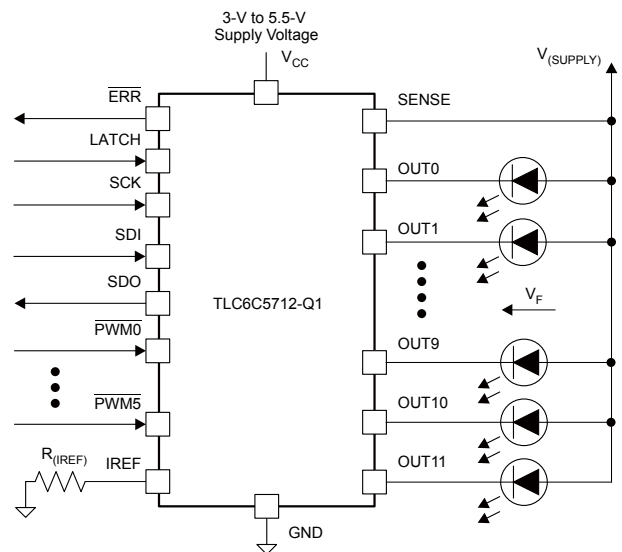 3-V to 5.5-V
Supply Voltage
VCC
V(SUPPLY)
ERR
SENSE
LATCH
OUT0
SCK
OUT1
SDI
SDO
TLC6C5712-Q1
VF
PWM0
OUT9
PWM5
OUT10
R(IREF)
IREF
OUT11
GND